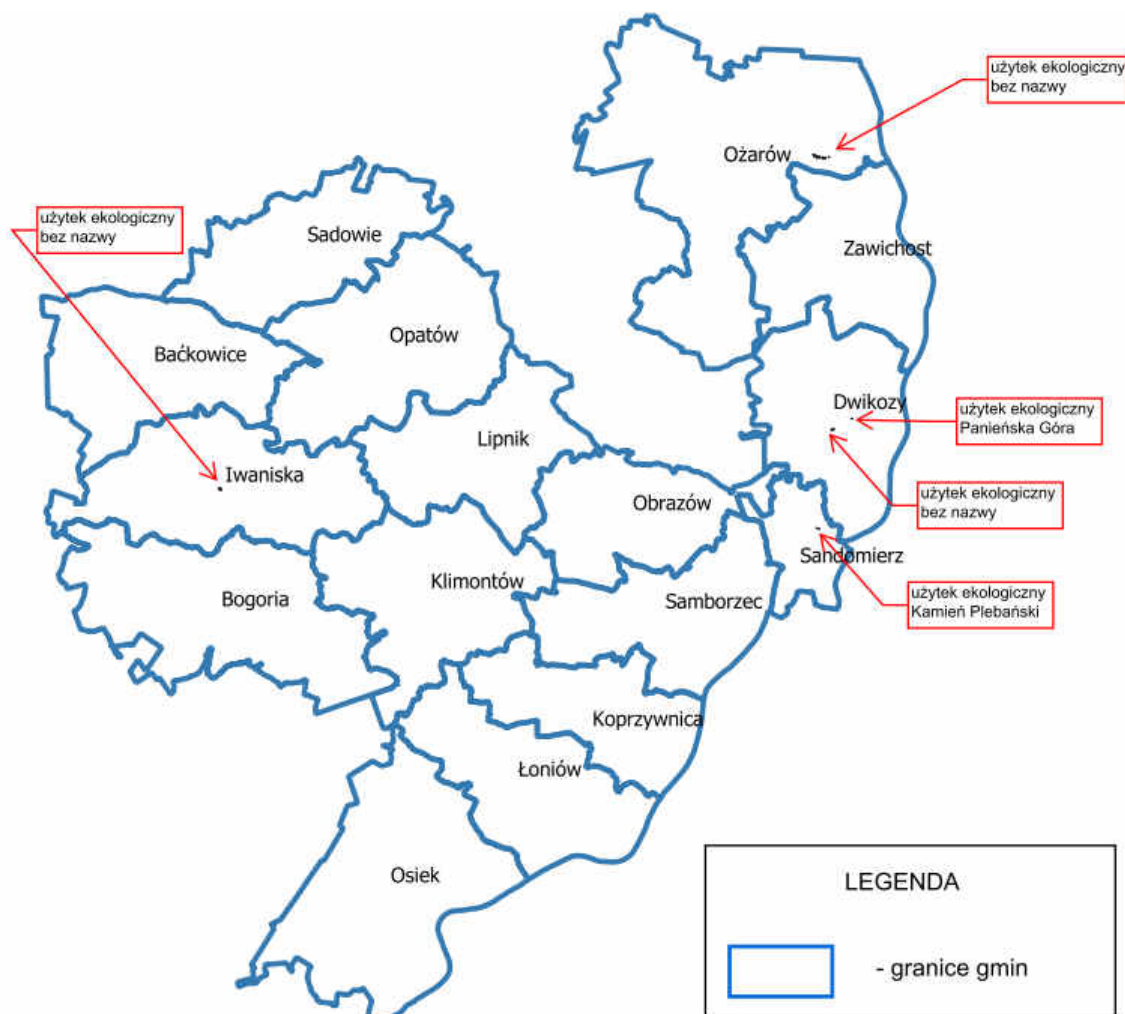 użytek ekologiczny
bez nazwy
Ożarów
użytek ekologiczny
bez nazwy
Sadowie
Zawichost
Opatów
Baćkowice
Dwikozy
użytek ekologiczny
Panieńska Góra
Lipnik
Iwaniska
Obrazów
użytek ekologiczny
bez nazwy
Sandomierz
Klimontów
Bogoria
Samborzec
użytek ekologiczny
Kamień Plebański
Koprzywnica
Łoniów
Osiek
LEGENDA
- granice gmin